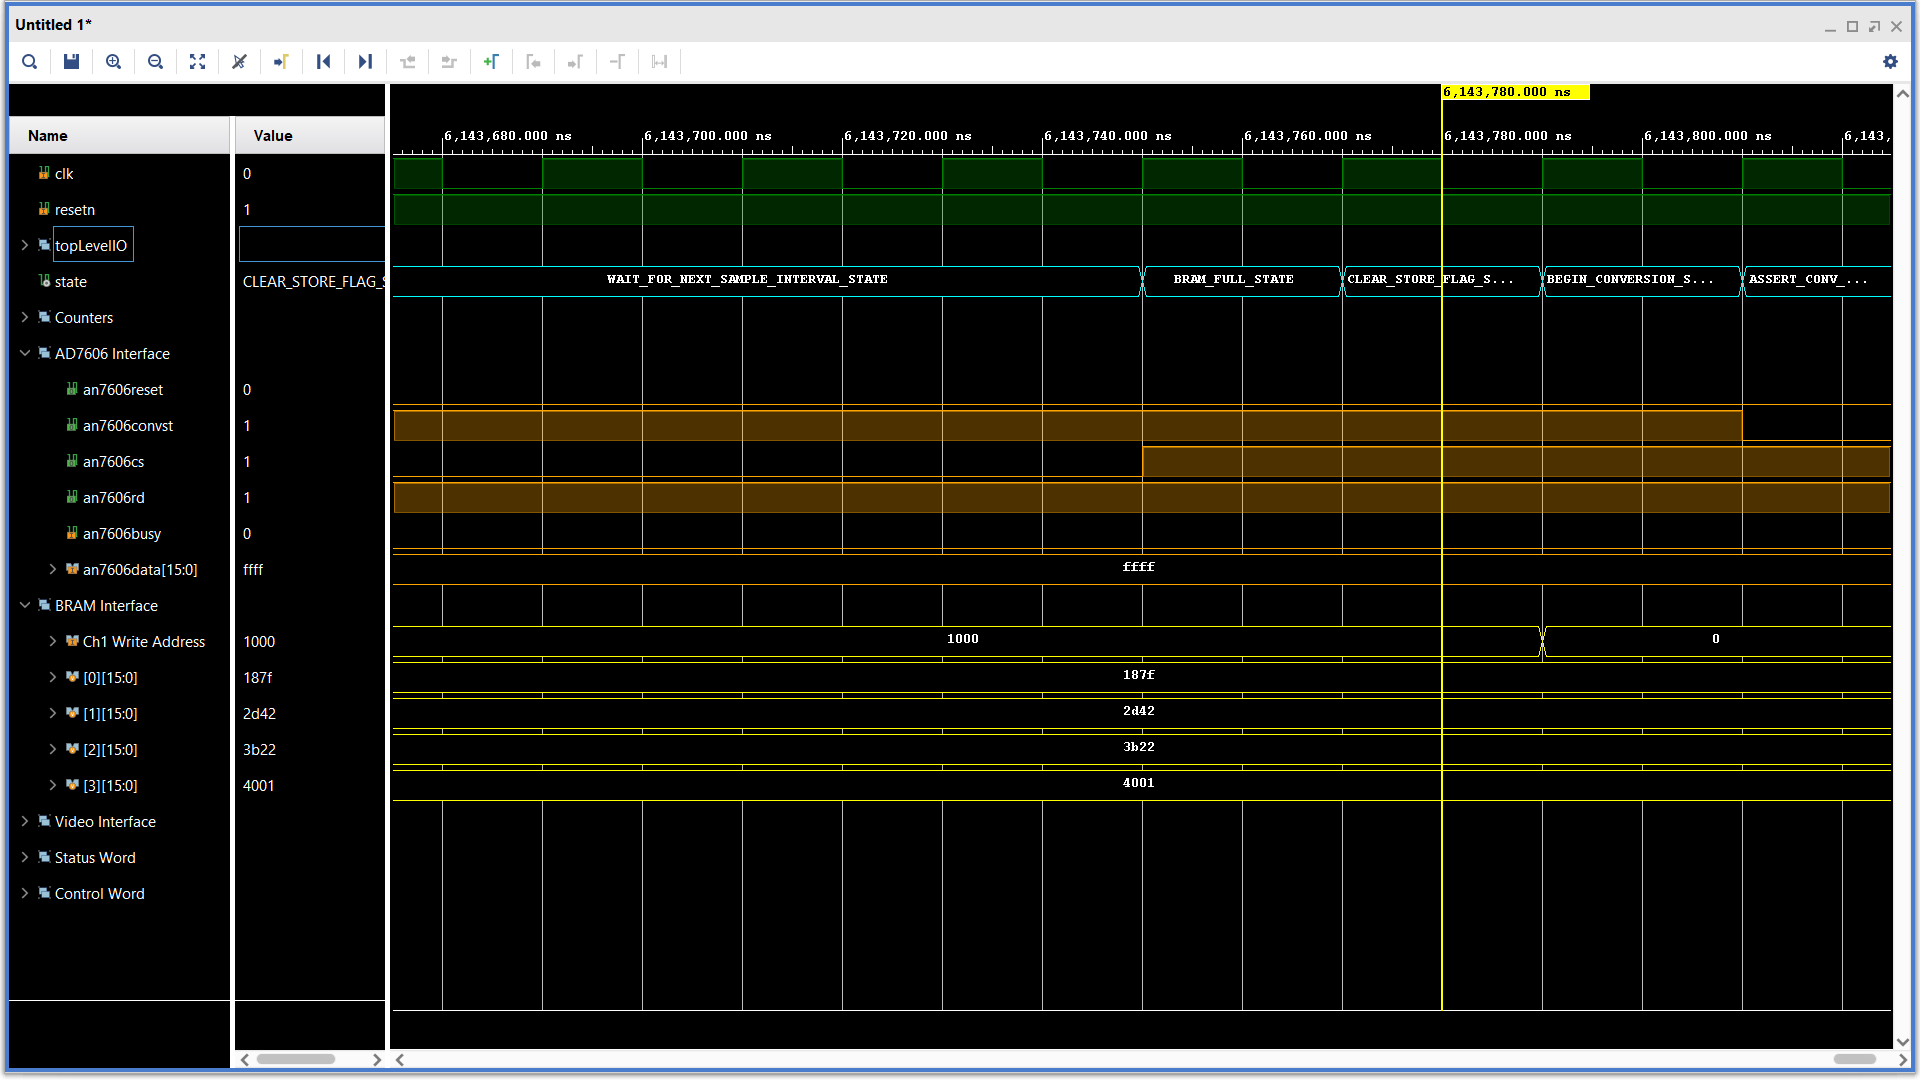 Untitled 1*
6,143,780.000 ns
Name Value
6,143,680.000 ns 6,143,700.000 ns 6,143,720.000 ns 6,143,740.000 ns 6,143,760.000 ns 6,143,780.000 ns 6,143,800.000 ns 6,143,
clk 0
resetn 1
topLevelIO
state CLEAR_STORE_FLAG_S WAIT_FOR_NEXT_SAMPLE_INTERVAL_STATE BRAM_FULL_STATE CLEAR_STORE_FLAG_S... BEGIN_CONVERSION_S... ASSERT_CONV_...
Counters
AD7606 Interface
an7606reset 0
an7606convst 1
an7606cs 1
an7606rd 1
an7606busy 0
an7606data[15:0] ffff ffff
BRAM Interface
Ch1 Write Address 1000 1000 0
[0][15:0] 187f 187f
[1][15:0] 2d42 2d42
[2][15:0] 3b22 3b22
[3][15:0] 4001 4001
Video Interface
Status Word
Control Word